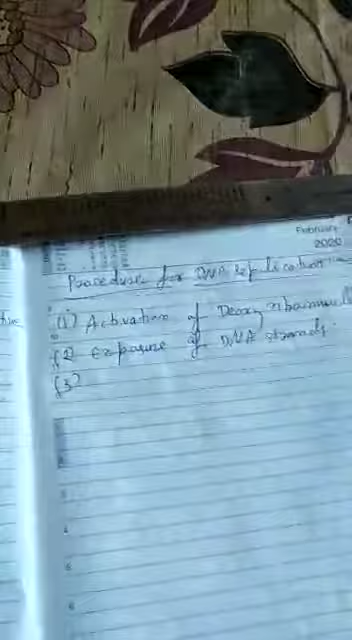 February
2020
Procedure for DNA replication
(1) Activation of Deoxyribonucl
(2) Exposure of DNA strands.
(3)